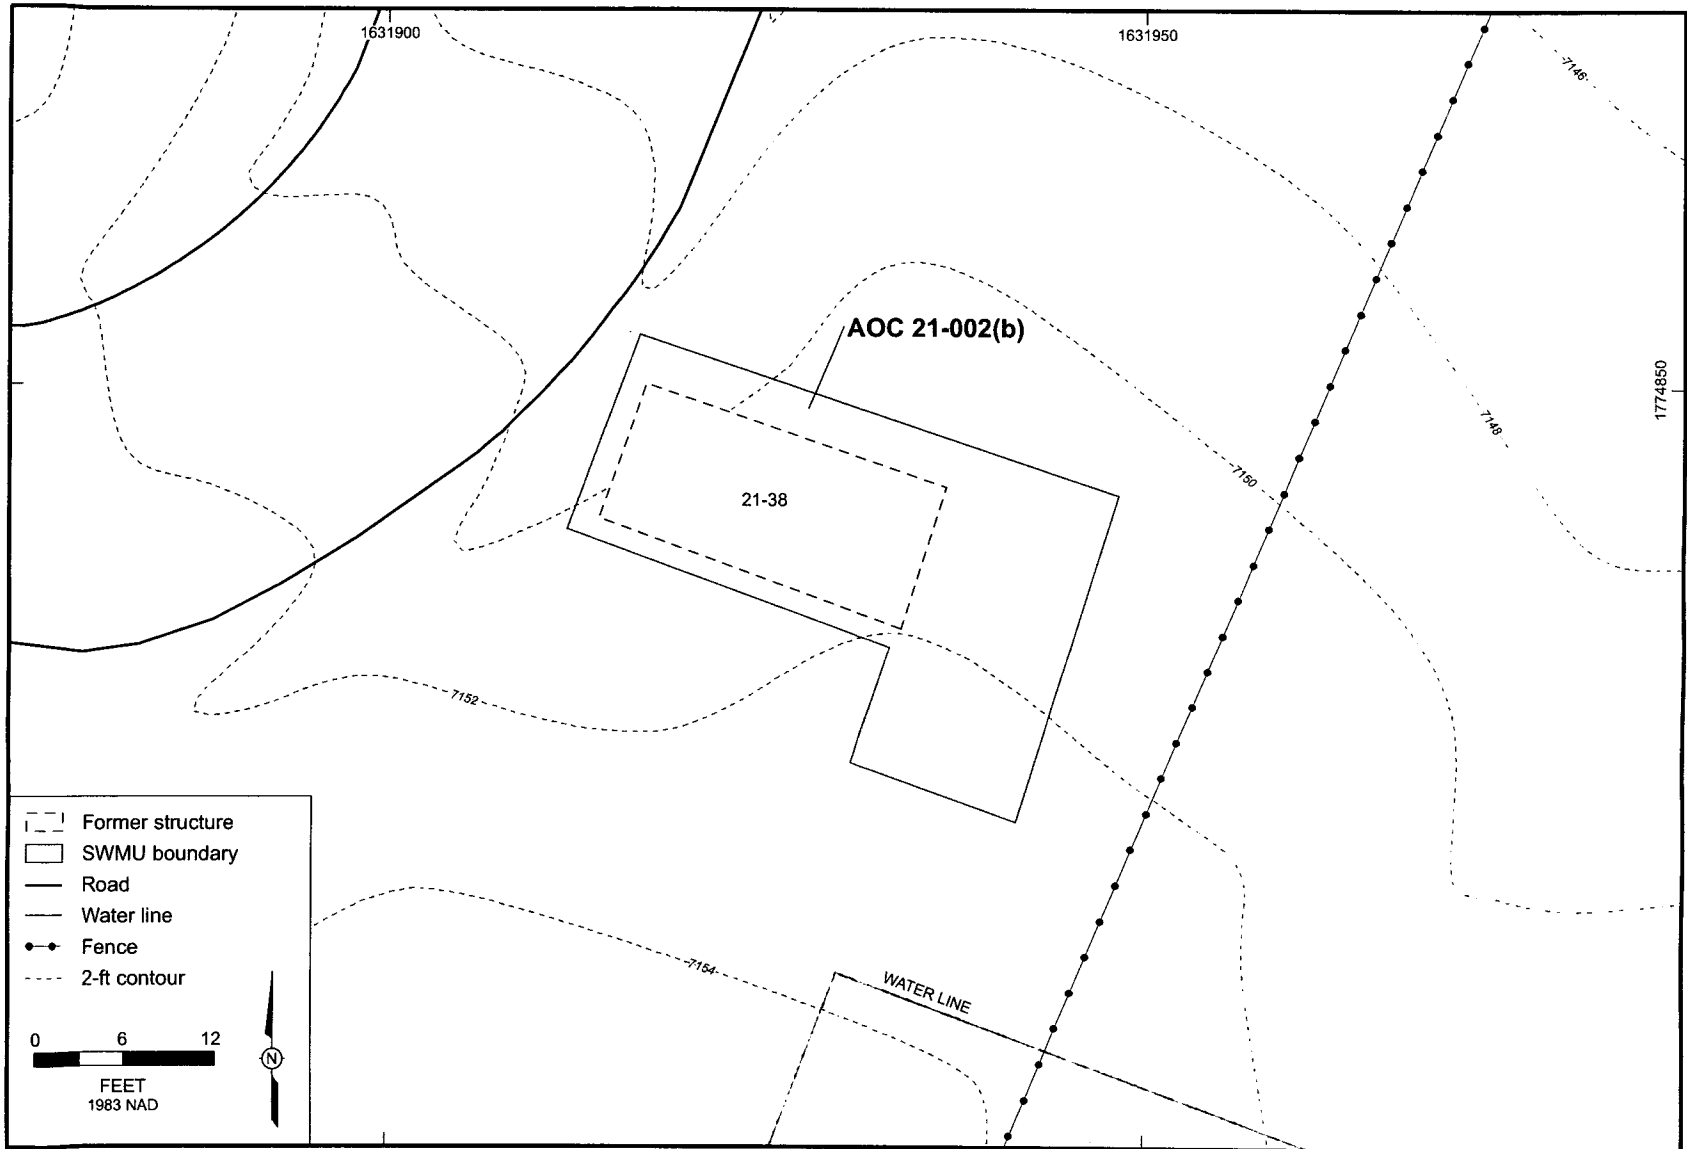 1631900
1631950
7146
AOC 21-002(b)
1774850
7148
7150
21-38
7152
Former structure
SWMU boundary
Road
Water line
Fence
2-ft contour
7154
WATER LINE
0 6 12
N
FEET
1983 NAD